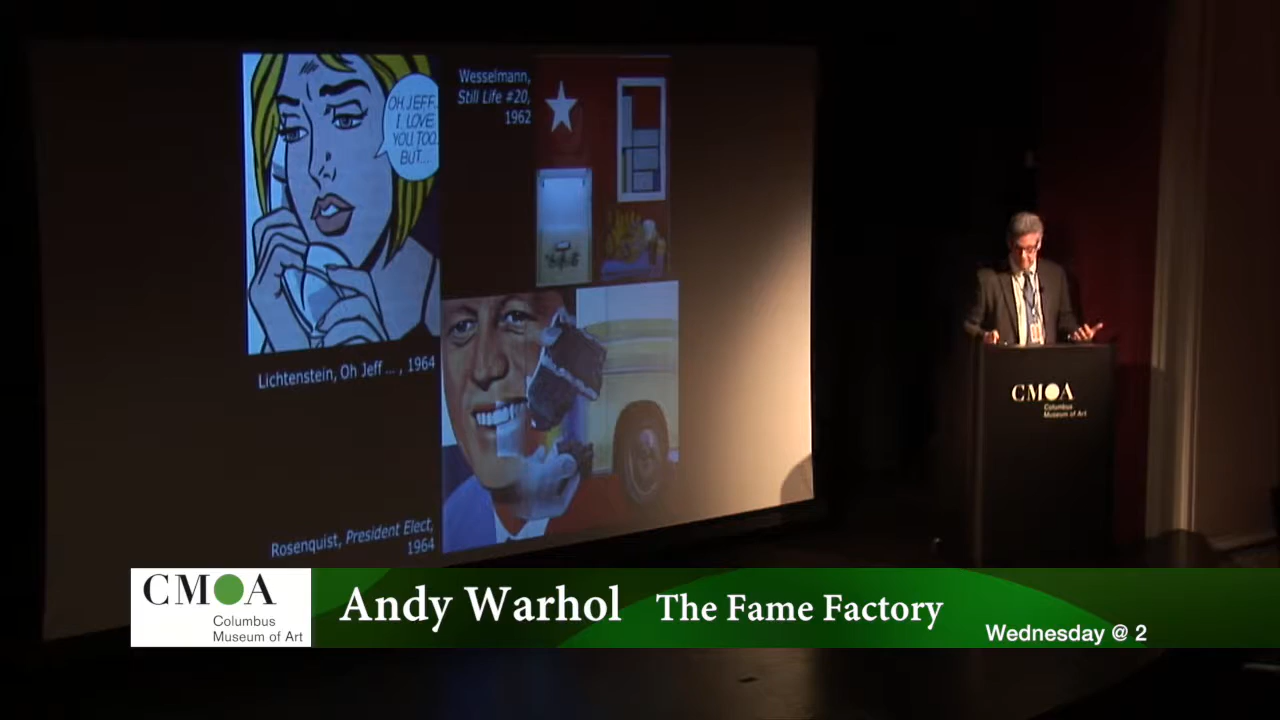 OH, JEFF..
I LOVE
YOU, TOO..
BUT...
Wesselmann,
Still Life #20,
1962
Lichtenstein, Oh Jeff ... , 1964
Rosenquist, President Elect,
1964
CMOA
Columbus
Museum of Art
CMOA
Columbus
Museum of Art
Andy Warhol The Fame Factory
Wednesday @ 2